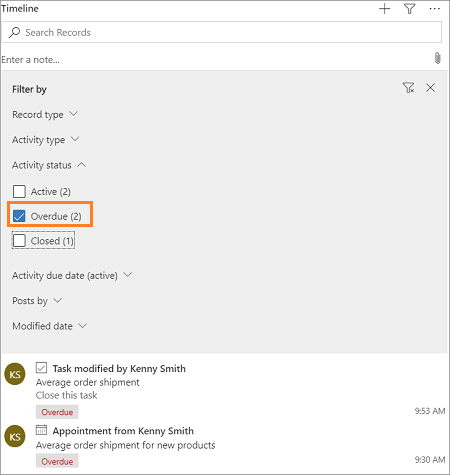 Timeline
Search Records
Enter a note...
Filter by
Record type
Activity type
Activity status
Active (2)
Overdue (2)
Closed (1)
Activity due date (active)
Posts by
Modified date
KS Task modified by Kenny Smith
Average order shipment
Close this task
Overdue 9:53 AM
KS Appointment from Kenny Smith
Average order shipment for new products
Overdue 9:30 AM